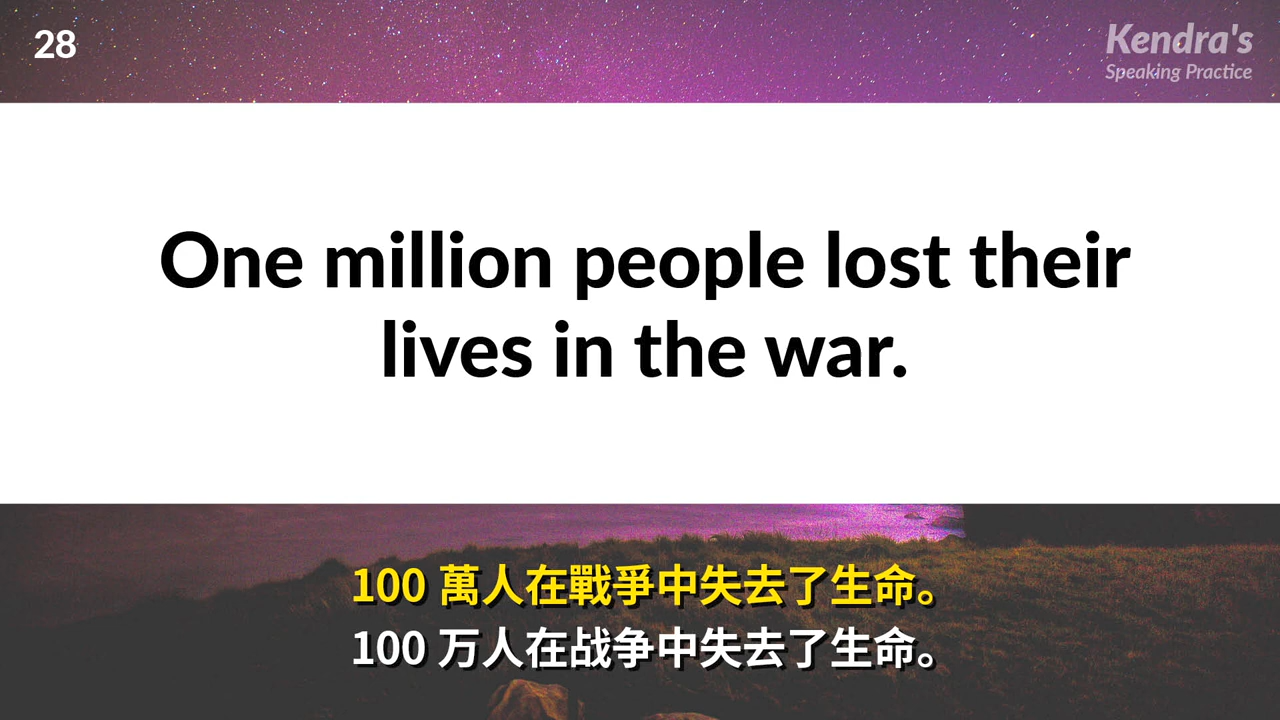 28
Kendra's
Speaking Practice
One million people lost their
lives in the war.
100 萬人在戰爭中失去了生命。
100 万人在战争中失去了生命。